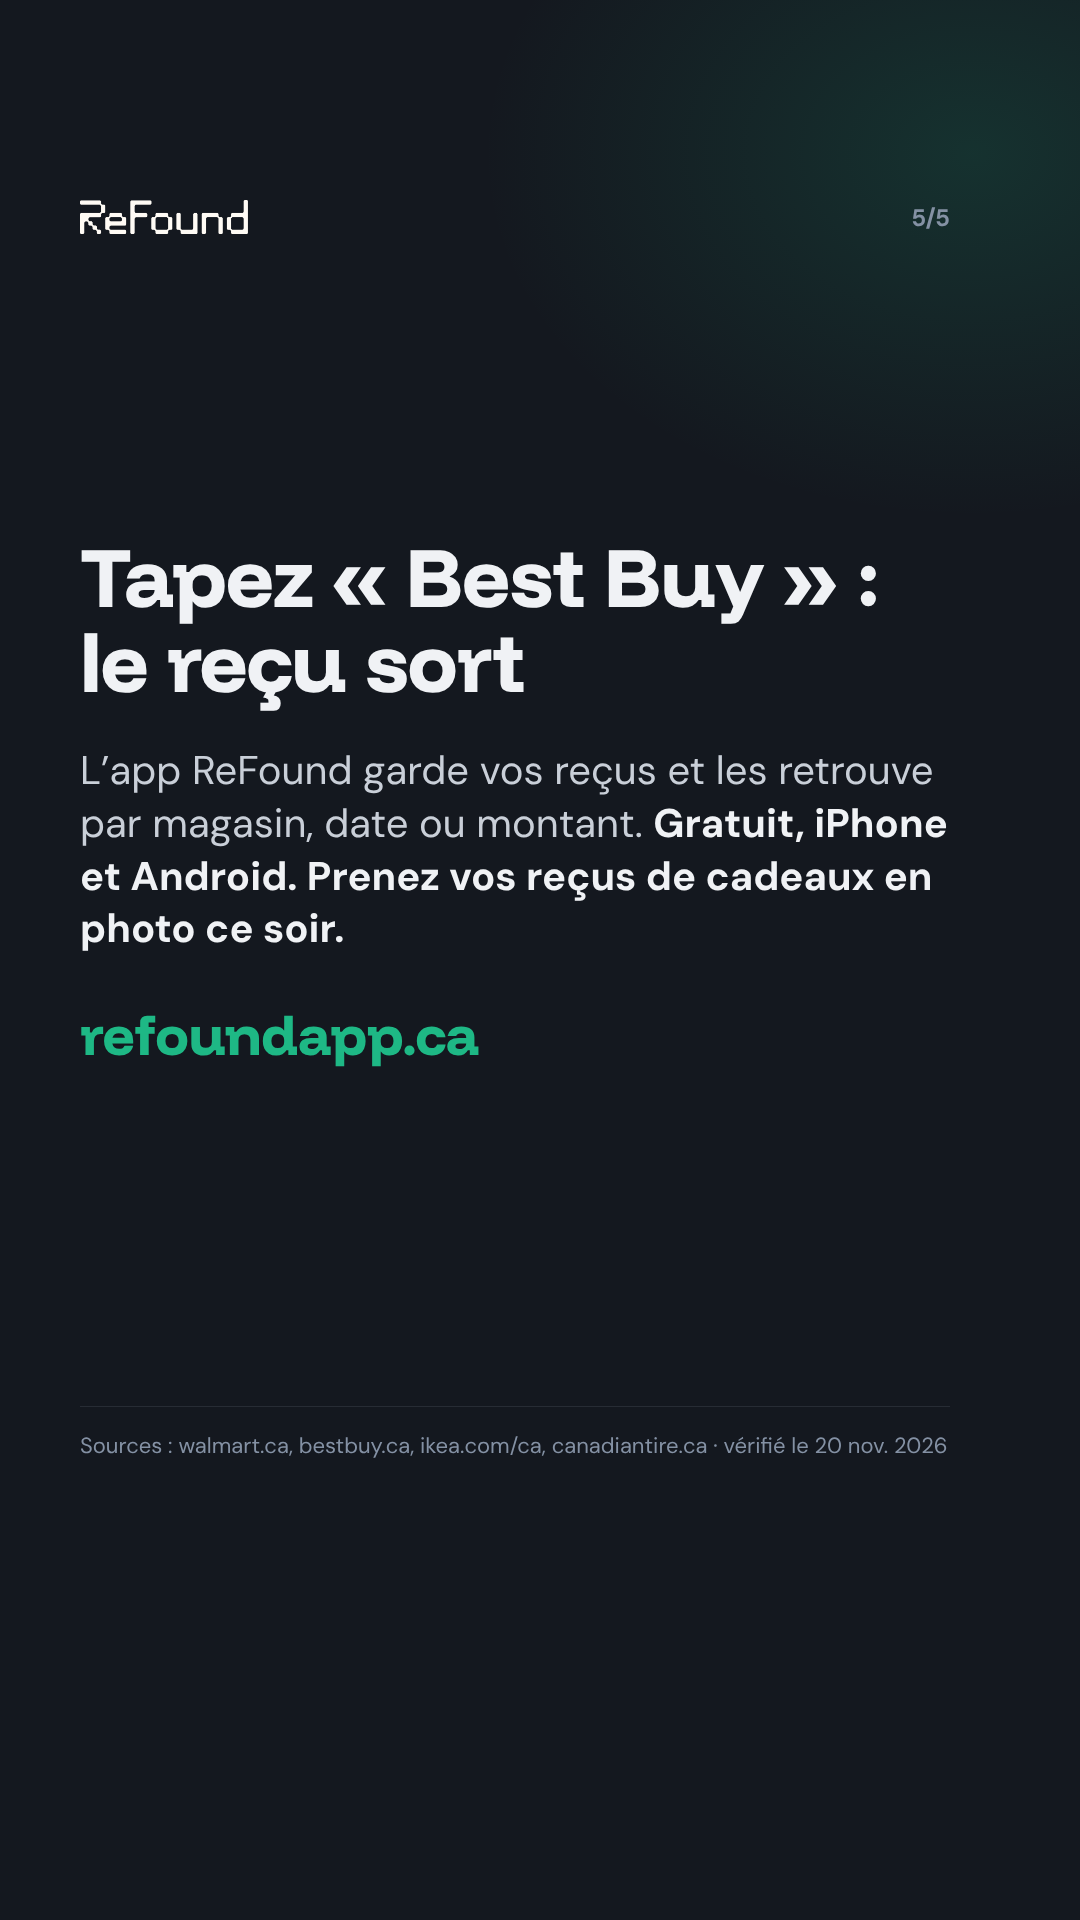 ReFound
5/5
Tapez « Best Buy » :
le reçu sort
L’app ReFound garde vos reçus et les retrouve
par magasin, date ou montant. Gratuit, iPhone
et Android. Prenez vos reçus de cadeaux en
photo ce soir.
refoundapp.ca
Sources : walmart.ca, bestbuy.ca, ikea.com/ca, canadiantire.ca · vérifié le 20 nov. 2026